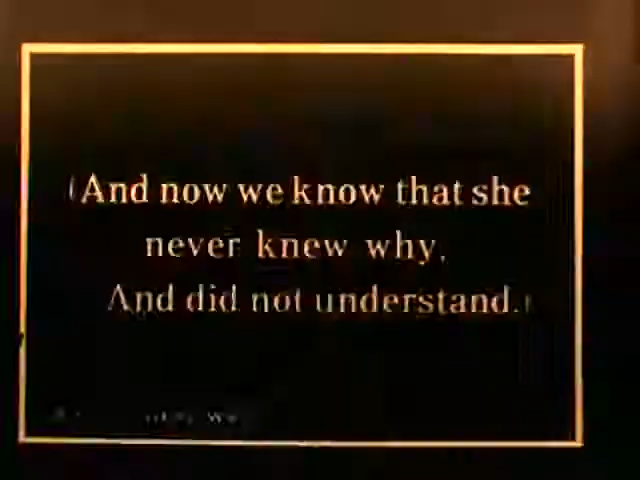 (And now we know that she
never knew why,
And did not understand.)